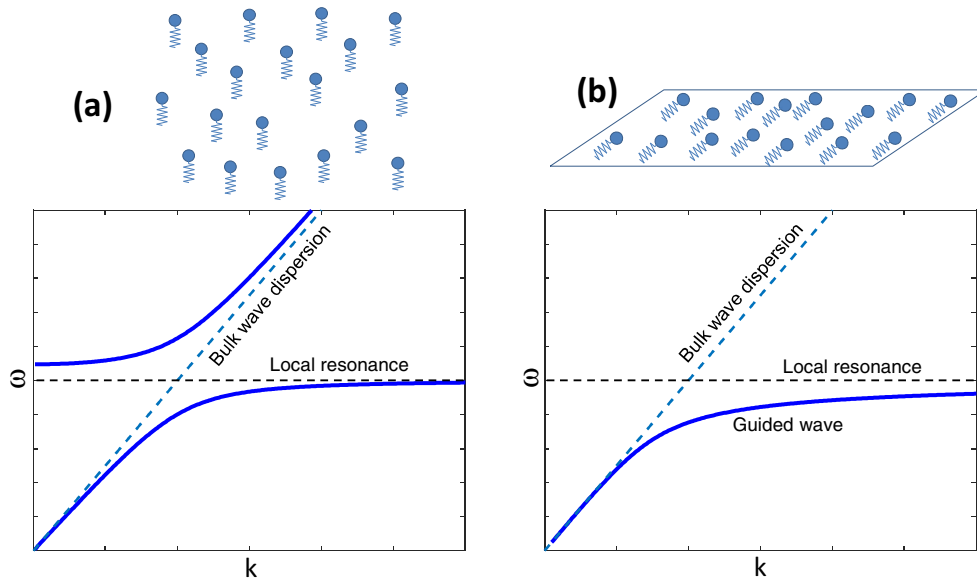 (a)
(b)
Bulk wave dispersion
Local resonance
ω
k
Bulk wave dispersion
Local resonance
Guided wave
ω
k